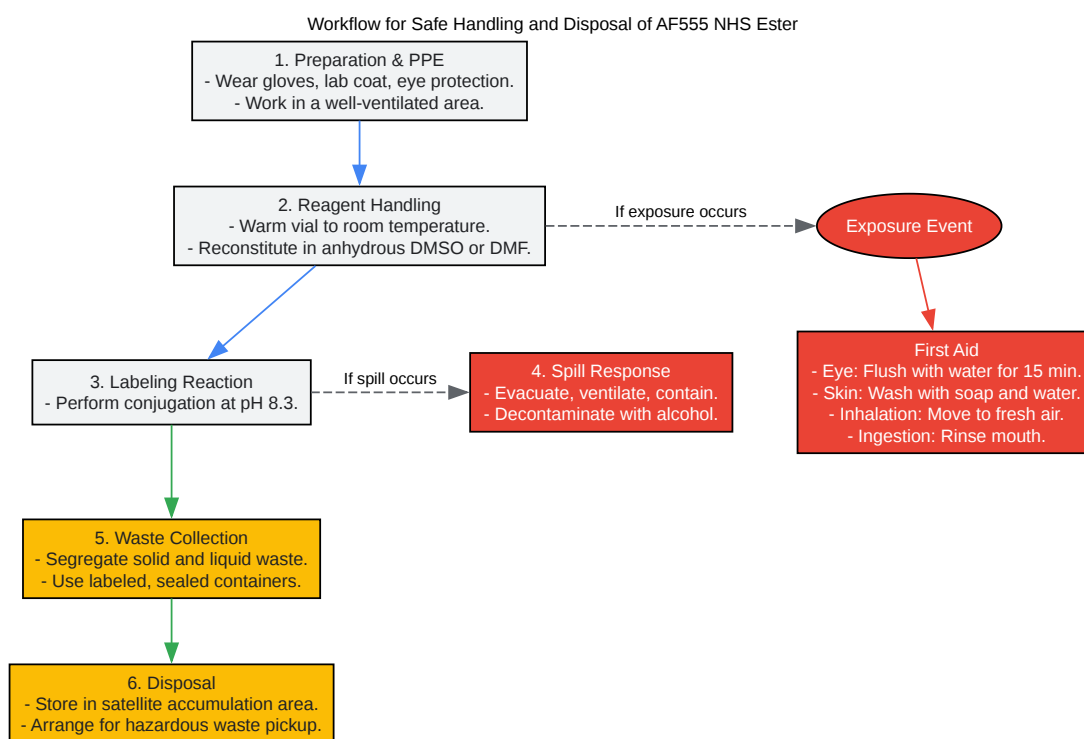 Workflow for Safe Handling and Disposal of AF555 NHS Ester
1. Preparation & PPE
- Wear gloves, lab coat, eye protection.
- Work in a well-ventilated area.
2. Reagent Handling
- Warm vial to room temperature.
- Reconstitute in anhydrous DMSO or DMF.
If exposure occurs
Exposure Event
3. Labeling Reaction
- Perform conjugation at pH 8.3.
If spill occurs
4. Spill Response
- Evacuate, ventilate, contain.
- Decontaminate with alcohol.
First Aid
- Eye: Flush with water for 15 min.
- Skin: Wash with soap and water.
- Inhalation: Move to fresh air.
- Ingestion: Rinse mouth.
5. Waste Collection
- Segregate solid and liquid waste.
- Use labeled, sealed containers.
6. Disposal
- Store in satellite accumulation area.
- Arrange for hazardous waste pickup.